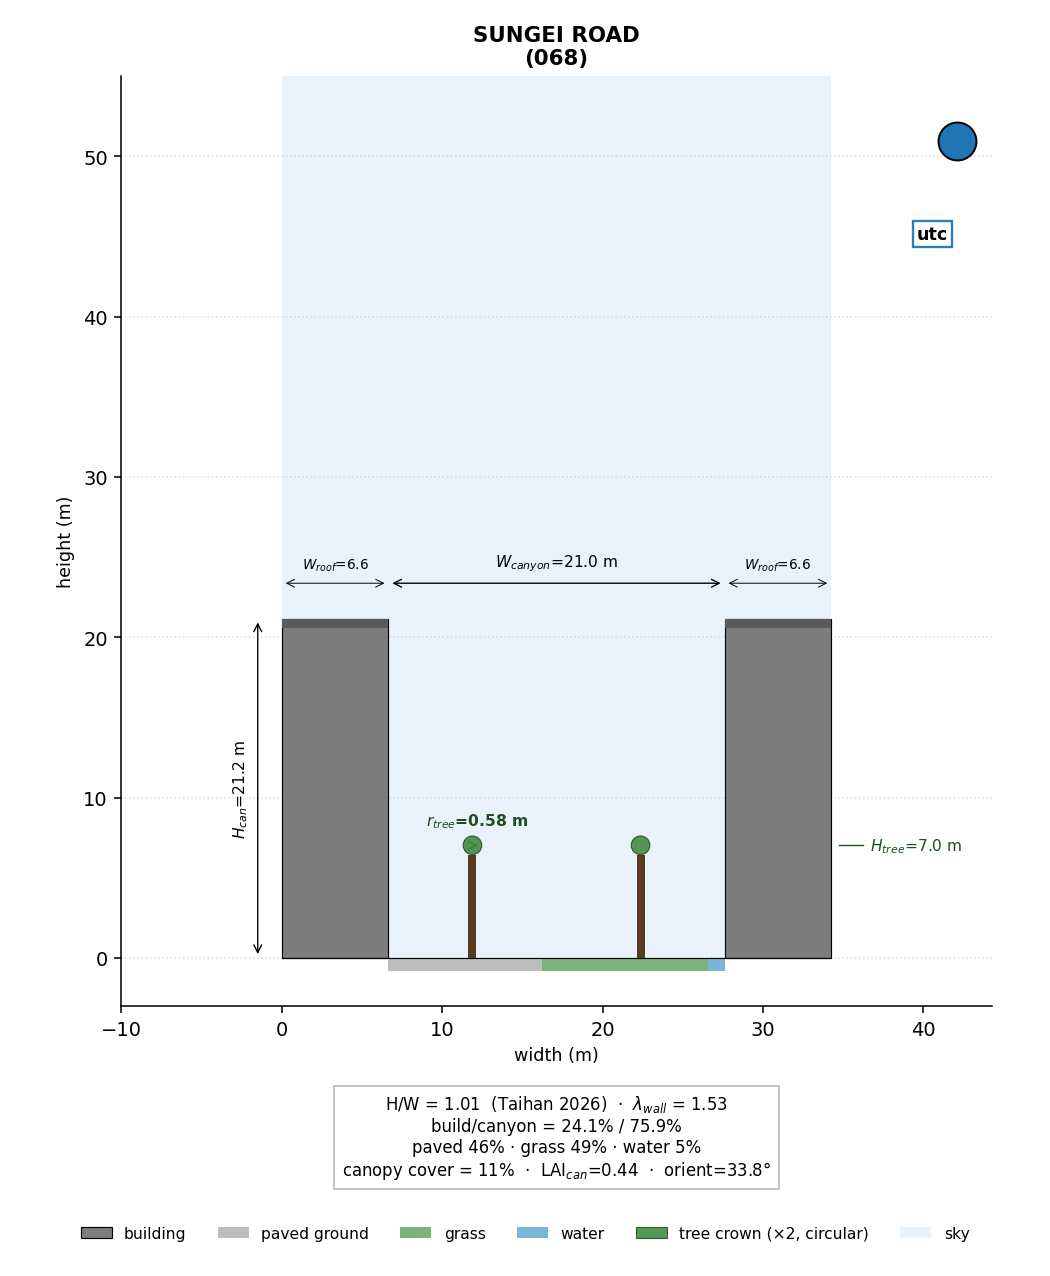 SUNGEI ROAD
(068)
50
utc
40
30
height (m)
W_roof=6.6
W_canyon=21.0 m
W_roof=6.6
20
H_can=21.2 m
10
r_tree=0.58 m
H_tree=7.0 m
0
−10
0
10
20
30
40
width (m)
H/W = 1.01 (Taihan 2026) · λ_wall = 1.53
build/canyon = 24.1% / 75.9%
paved 46% · grass 49% · water 5%
canopy cover = 11% · LAI_can=0.44 · orient=33.8°
building
paved ground
grass
water
tree crown (×2, circular)
sky